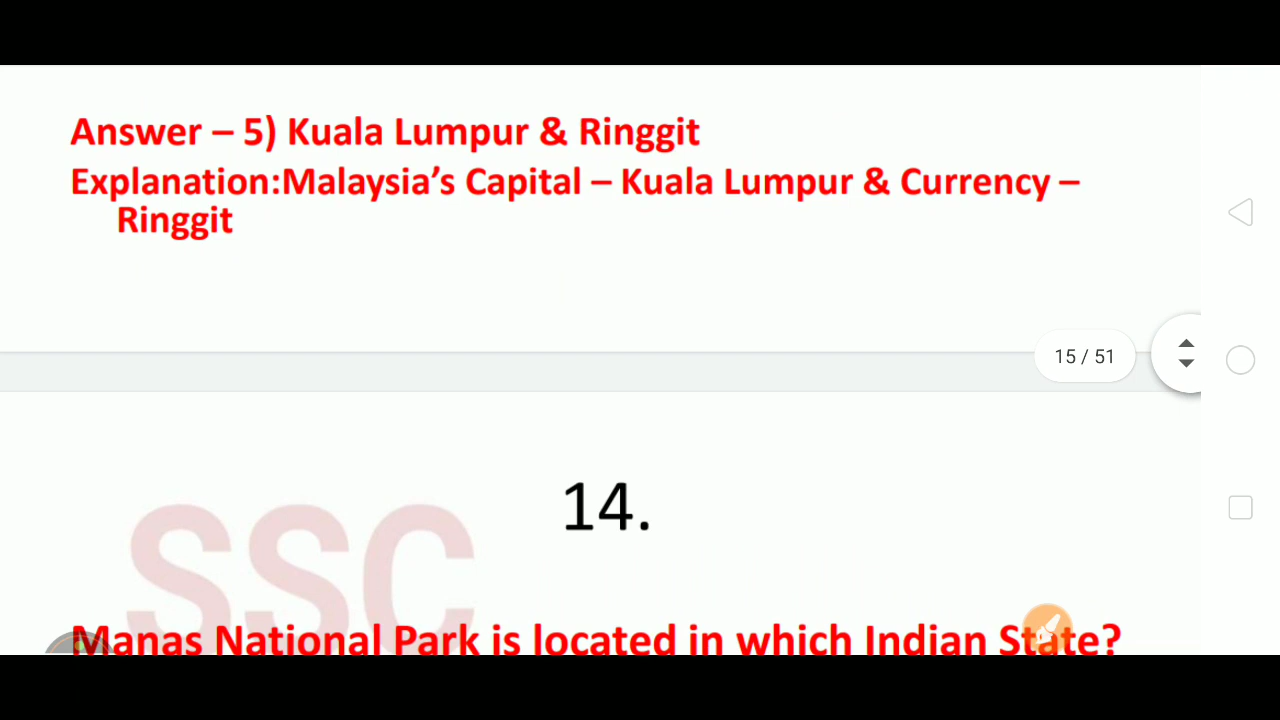 Answer – 5) Kuala Lumpur & Ringgit
Explanation:Malaysia’s Capital – Kuala Lumpur & Currency –
Ringgit
15 / 51
14.
SSC
Manas National Park is located in which Indian State?